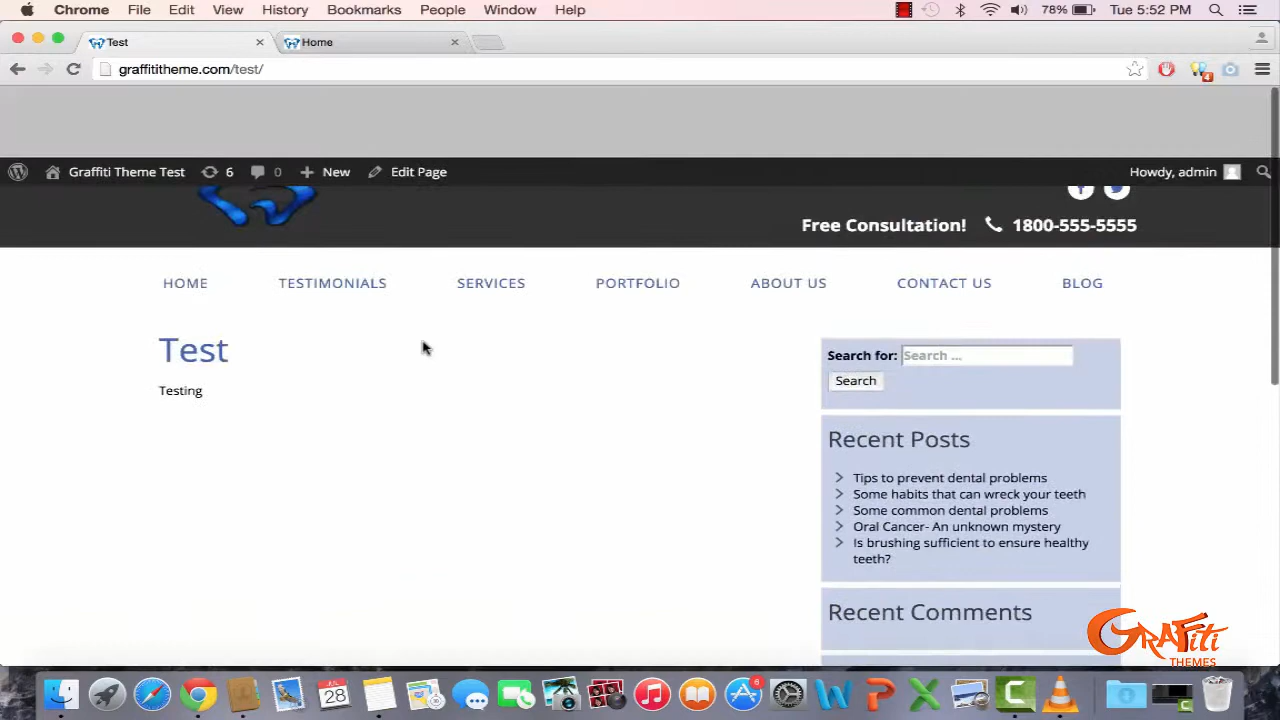 Chrome File Edit View History Bookmarks People Window Help 78% Tue 5:52 PM
Test Home
graffititheme.com/test/
4
Graffiti Theme Test 6 0 New Edit Page Howdy, admin
Free Consultation! 1800-555-5555
HOME TESTIMONIALS SERVICES PORTFOLIO ABOUT US CONTACT US BLOG
Test
Testing
Search for: Search ...
Search
Recent Posts
Tips to prevent dental problems
Some habits that can wreck your teeth
Some common dental problems
Oral Cancer- An unknown mystery
Is brushing sufficient to ensure healthy
teeth?
Recent Comments
GRAFFiTi
THEMES
JUL
28
6